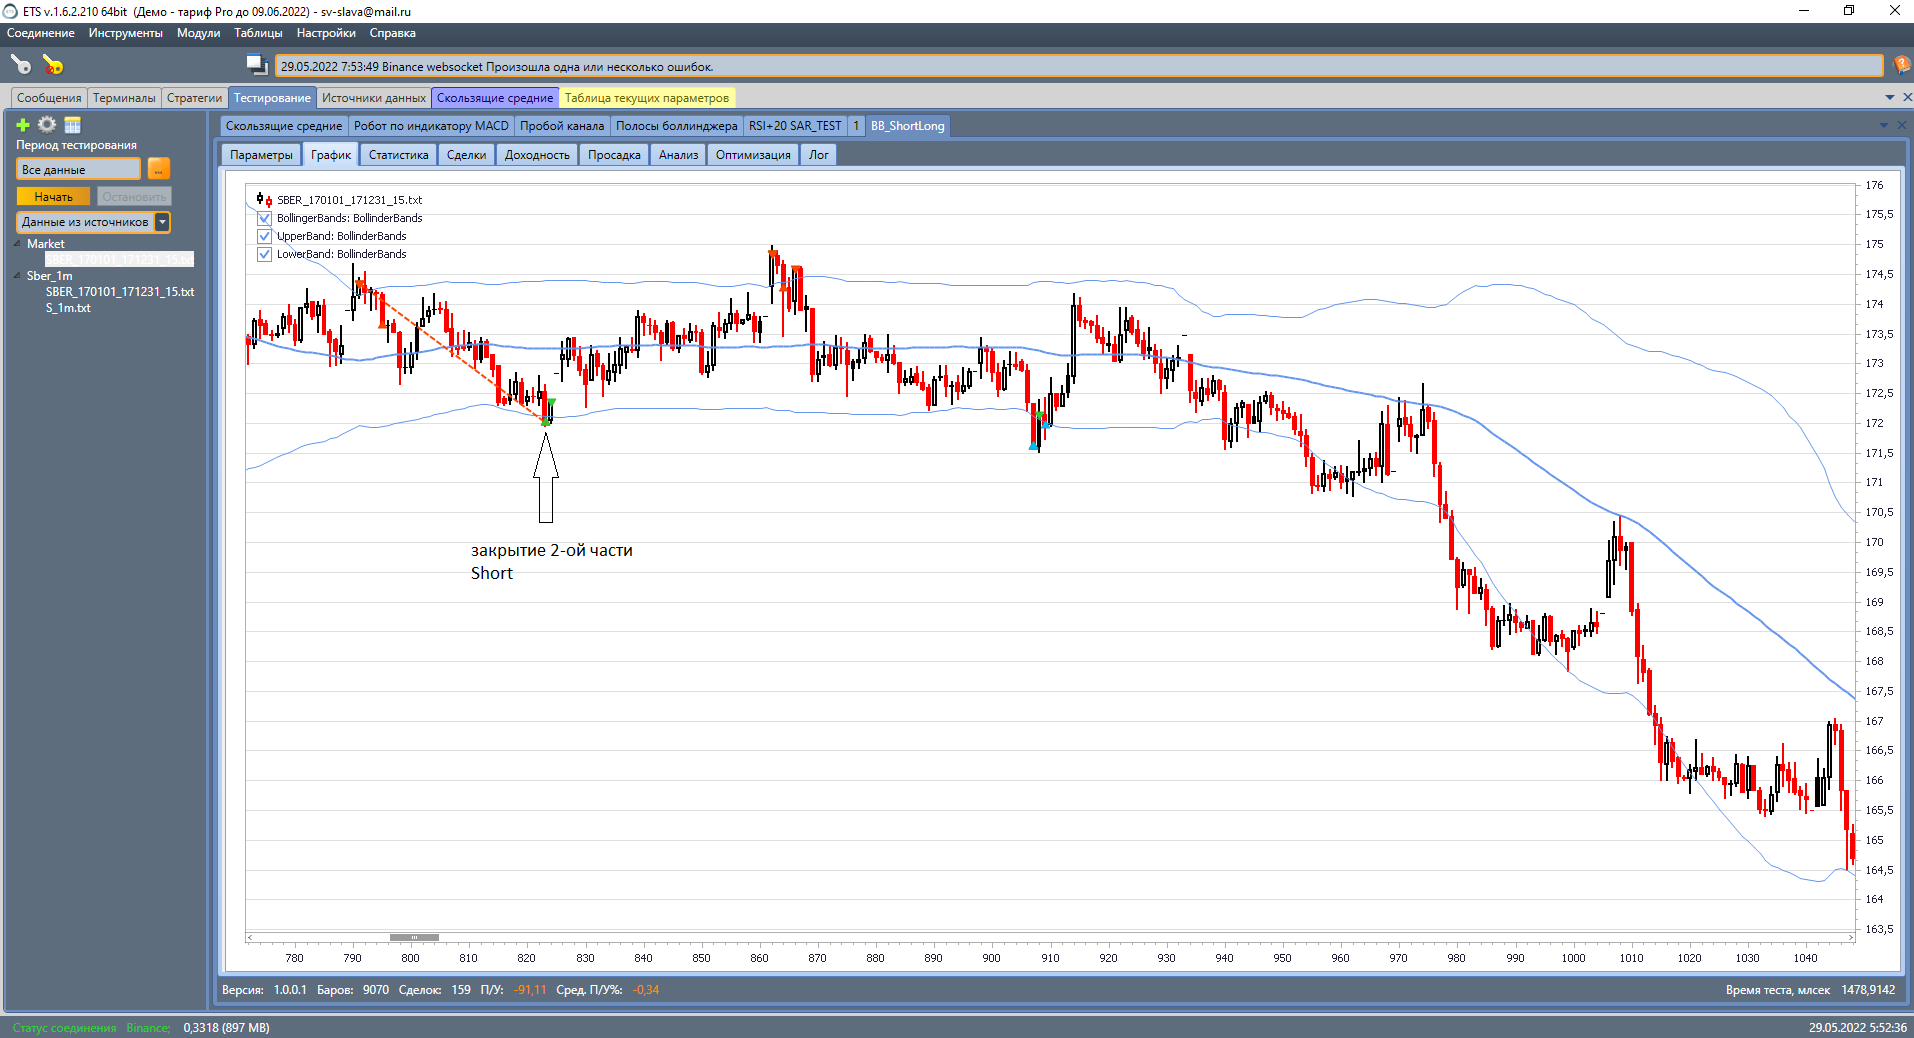 ETS v.1.6.2.210 64bit (Демо - тариф Pro до 09.06.2022) - sv-slava@mail.ru
Соединение Инструменты Модули Таблицы Настройки Справка
29.05.2022 7:53:49 Binance websocket Произошла одна или несколько ошибок.
Сообщения Терминалы Стратегии Тестирование Источники данных Скользящие средние Таблица текущих параметров
Скользящие средние Робот по индикатору MACD Пробой канала Полосы боллинджера RSI+20 SAR_TEST 1 BB_ShortLong
Параметры График Статистика Сделки Доходность Просадка Анализ Оптимизация Лог
Период тестирования
Все данные ...
Начать Остановить
Данные из источников
Market
SBER_170101_171231_15.txt
Sber_1m
SBER_170101_171231_15.txt
S_1m.txt
SBER_170101_171231_15.txt
BollingerBands: BollinderBands
UpperBand: BollinderBands
LowerBand: BollinderBands
закрытие 2-ой части
Short
176
175,5
175
174,5
174
173,5
173
172,5
172
171,5
171
170,5
170
169,5
169
168,5
168
167,5
167
166,5
166
165,5
165
164,5
164
163,5
780 790 800 810 820 830 840 850 860 870 880 890 900 910 920 930 940 950 960 970 980 990 1000 1010 1020 1030 1040
Версия: 1.0.0.1 Баров: 9070 Сделок: 159 П/У: -91,11 Сред. П/У%: -0,34 Время теста, млсек 1478,9142
Статус соединения Binance; 0,3318 (897 MB) 29.05.2022 5:52:36